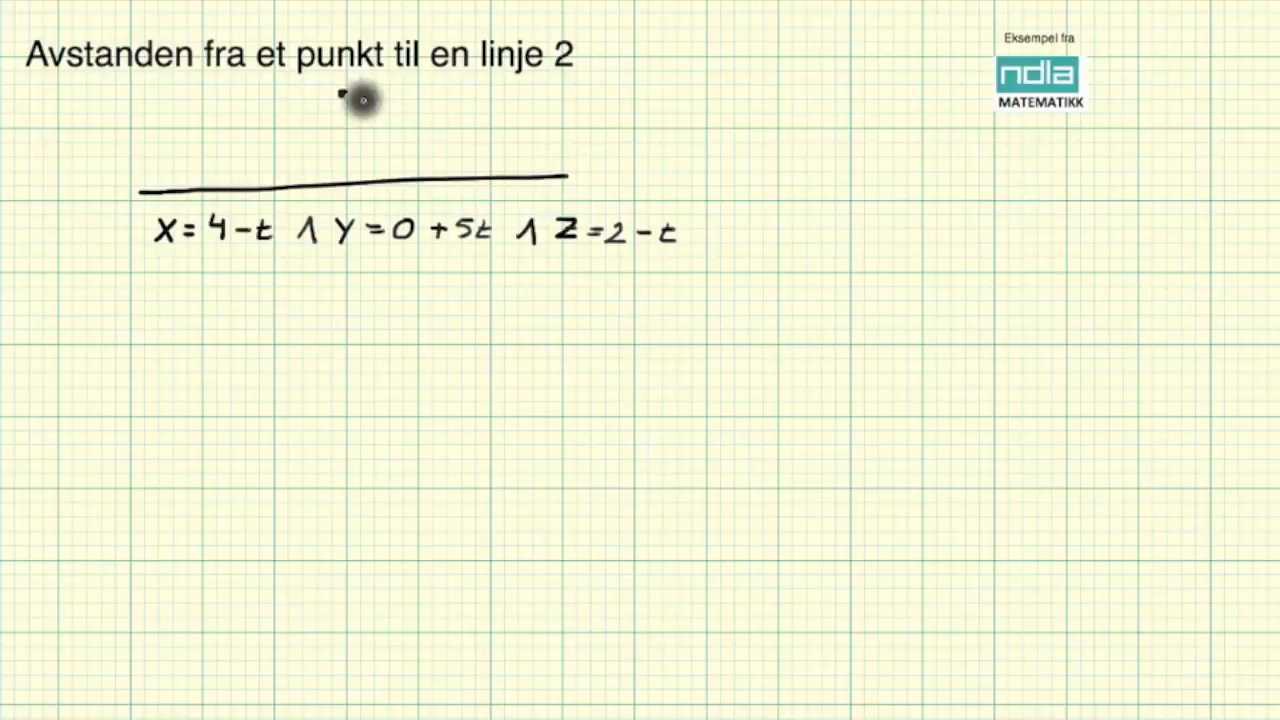 Avstanden fra et punkt til en linje 2
Eksempel fra
ndla
MATEMATIKK
X = 4 - t ∧ Y = 0 + 5t ∧ Z = 2 - t